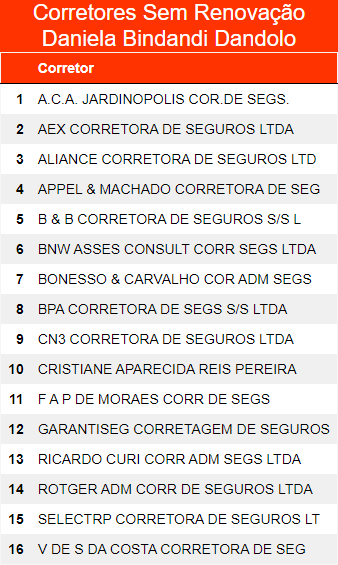 Corretores Sem Renovação
Daniela Bindandi Dandolo
Corretor
1 A.C.A. JARDINOPOLIS COR.DE SEGS.
2 AEX CORRETORA DE SEGUROS LTDA
3 ALIANCE CORRETORA DE SEGUROS LTD
4 APPEL & MACHADO CORRETORA DE SEG
5 B & B CORRETORA DE SEGUROS S/S L
6 BNW ASSES CONSULT CORR SEGS LTDA
7 BONESSO & CARVALHO COR ADM SEGS
8 BPA CORRETORA DE SEGS S/S LTDA
9 CN3 CORRETORA DE SEGUROS LTDA
10 CRISTIANE APARECIDA REIS PEREIRA
11 F A P DE MORAES CORR DE SEGS
12 GARANTISEG CORRETAGEM DE SEGUROS
13 RICARDO CURI CORR ADM SEGS LTDA
14 ROTGER ADM CORR DE SEGUROS LTDA
15 SELECTRP CORRETORA DE SEGUROS LT
16 V DE S DA COSTA CORRETORA DE SEG